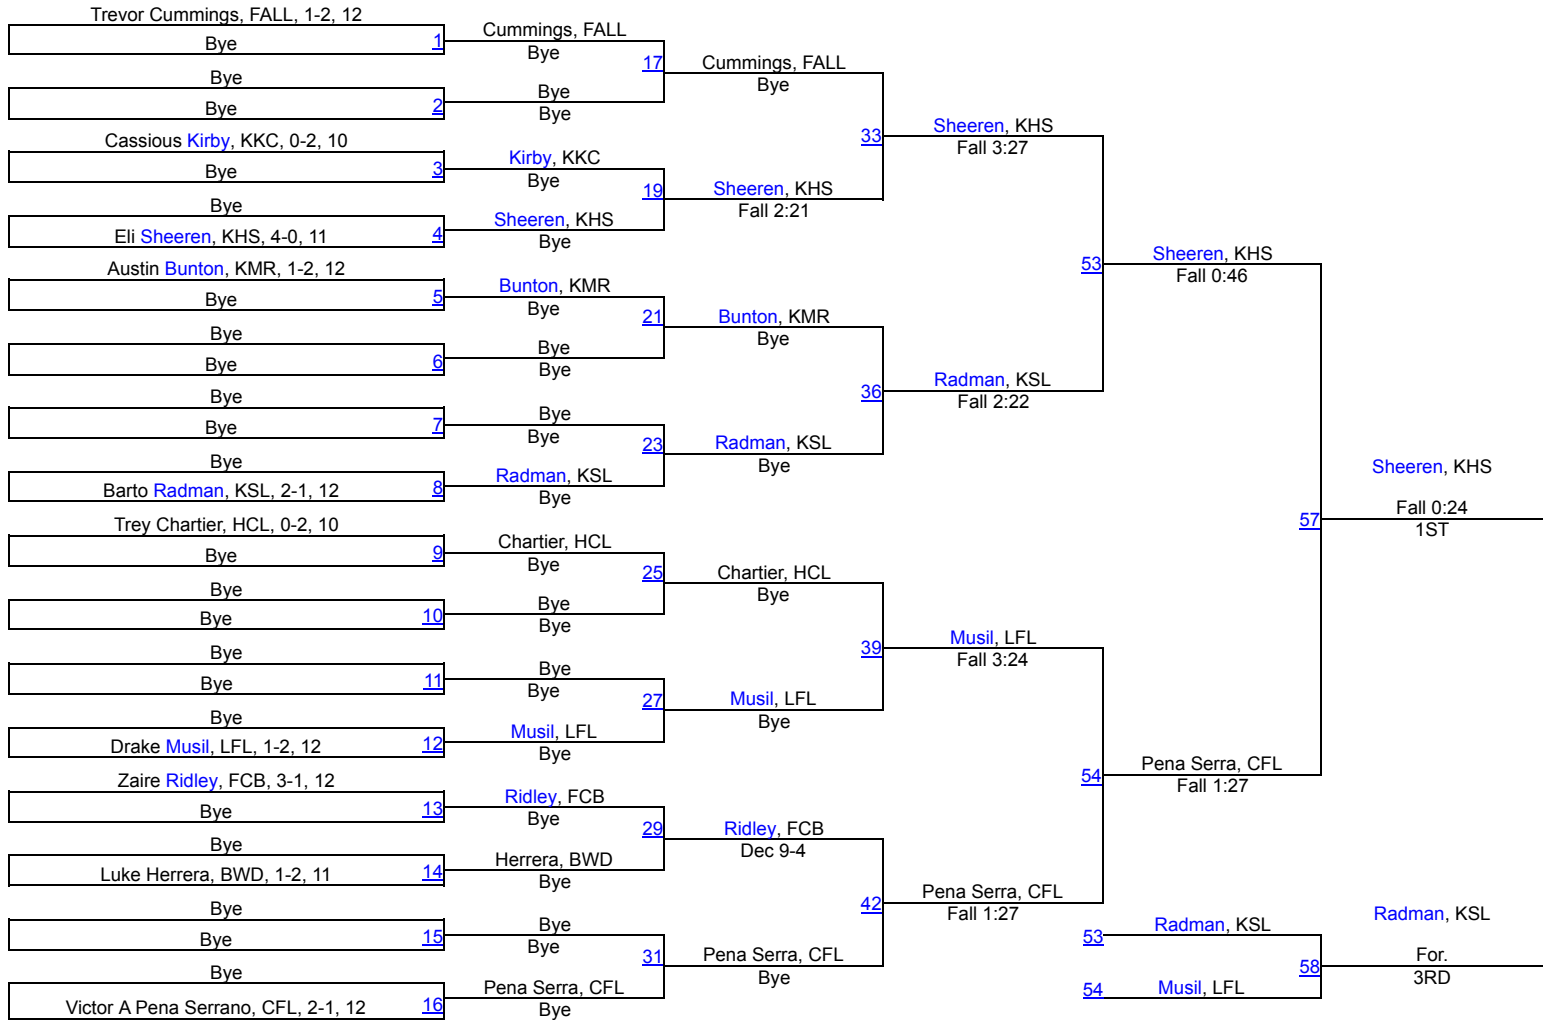 Trevor Cummings, FALL, 1-2, 12
Bye
1
Bye
Bye
2
Cassious Kirby, KKC, 0-2, 10
Bye
3
Bye
Eli Sheeren, KHS, 4-0, 11
4
Austin Bunton, KMR, 1-2, 12
Bye
5
Bye
Bye
6
Bye
Bye
7
Bye
Barto Radman, KSL, 2-1, 12
8
Trey Chartier, HCL, 0-2, 10
Bye
9
Bye
Bye
10
Bye
Bye
11
Bye
Drake Musil, LFL, 1-2, 12
12
Zaire Ridley, FCB, 3-1, 12
Bye
13
Bye
Luke Herrera, BWD, 1-2, 11
14
Bye
Bye
15
Bye
Victor A Pena Serrano, CFL, 2-1, 12
16
Cummings, FALL
Bye
17
Bye
Bye
Kirby, KKC
Bye
19
Sheeren, KHS
Bye
Bunton, KMR
Bye
21
Bye
Bye
Bye
Bye
23
Radman, KSL
Bye
Chartier, HCL
Bye
25
Bye
Bye
Bye
Bye
27
Musil, LFL
Bye
Ridley, FCB
Bye
29
Herrera, BWD
Bye
Bye
Bye
31
Pena Serra, CFL
Bye
Cummings, FALL
Bye
33
Sheeren, KHS
Fall 2:21
Bunton, KMR
Bye
36
Radman, KSL
Bye
Chartier, HCL
Bye
39
Musil, LFL
Bye
Ridley, FCB
Dec 9-4
42
Pena Serra, CFL
Bye
Sheeren, KHS
Fall 3:27
53
Radman, KSL
Fall 2:22
Musil, LFL
Fall 3:24
54
Pena Serra, CFL
Fall 1:27
Sheeren, KHS
Fall 0:46
57
Pena Serra, CFL
Fall 1:27
Sheeren, KHS
Fall 0:24
1ST
53
Radman, KSL
58
54
Musil, LFL
Radman, KSL
For.
3RD